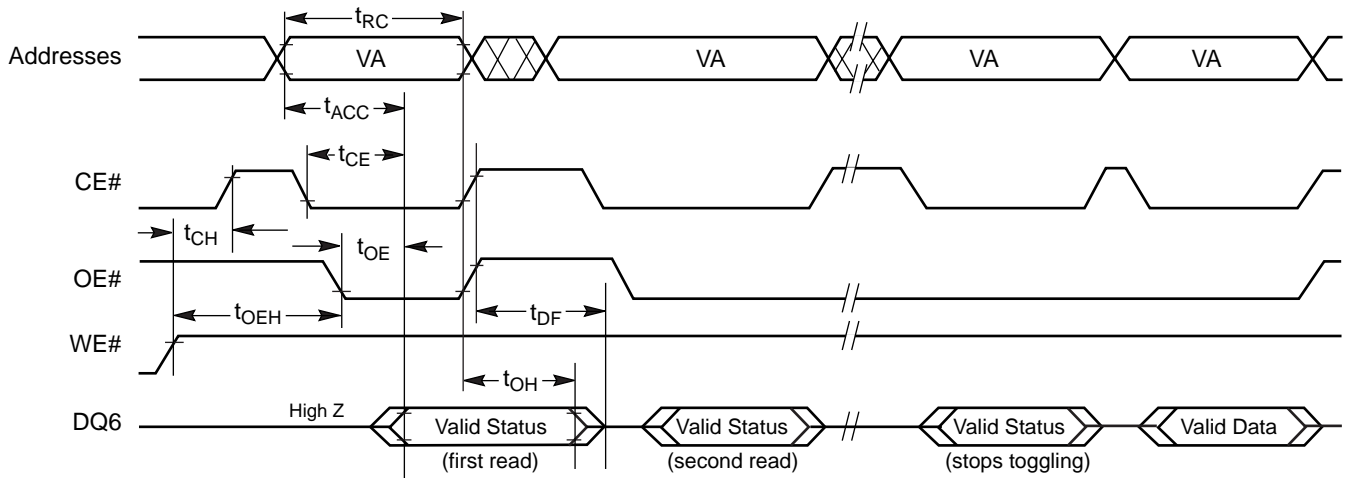 tRC
Addresses VA VA VA VA
tACC
tCE
CE#
tCH tOE
OE#
tOEH tDF
WE#
tOH
High Z
DQ6 Valid Status Valid Status Valid Status Valid Data
(first read) (second read) (stops toggling)